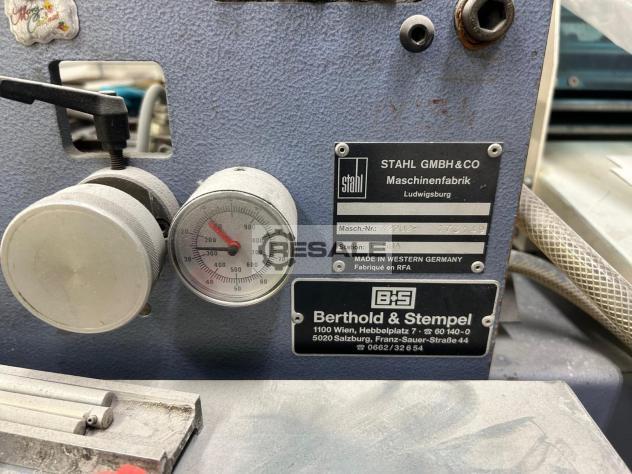 STAHL GMBH & CO
Maschinenfabrik
Ludwigsburg
stahl
Masch.-Nr.:
Station:
MADE IN WESTERN GERMANY
Fabriqué en RFA
RESALE
B S
Berthold & Stempel
1100 Wien, Hebbelplatz 7 · ☎ 60 140-0
5020 Salzburg, Franz-Sauer-Straße 44
☎ 0662/32 6 54